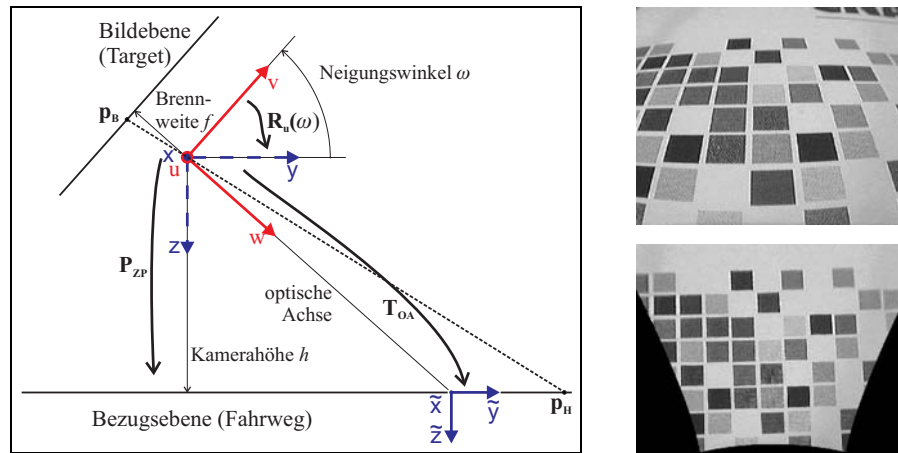 Bildebene
(Target)
Neigungswinkel ω
v
Brenn-
weite f
p_B
R_u(ω)
x
u
y
z
w
P_ZP
optische
Achse
T_OA
Kamerahöhe h
x̃
ỹ
z̃
p_H
Bezugsebene (Fahrweg)